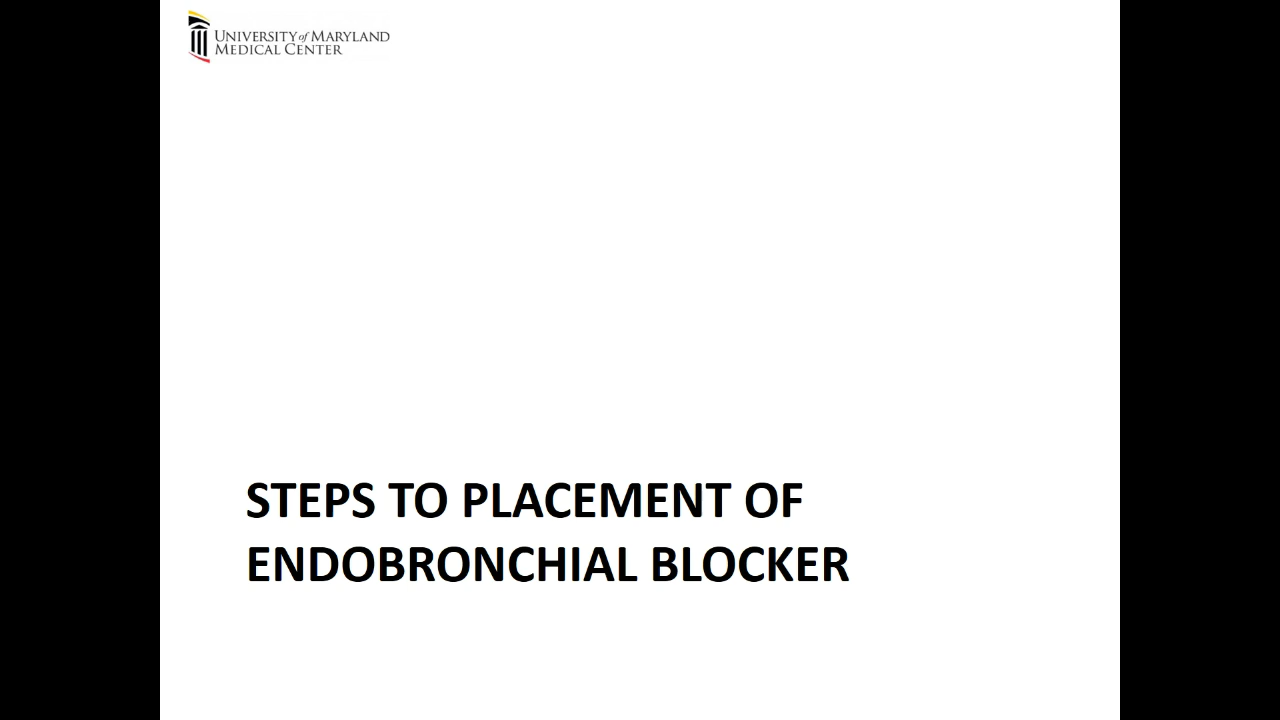 UNIVERSITY of MARYLAND
MEDICAL CENTER
STEPS TO PLACEMENT OF
ENDOBRONCHIAL BLOCKER